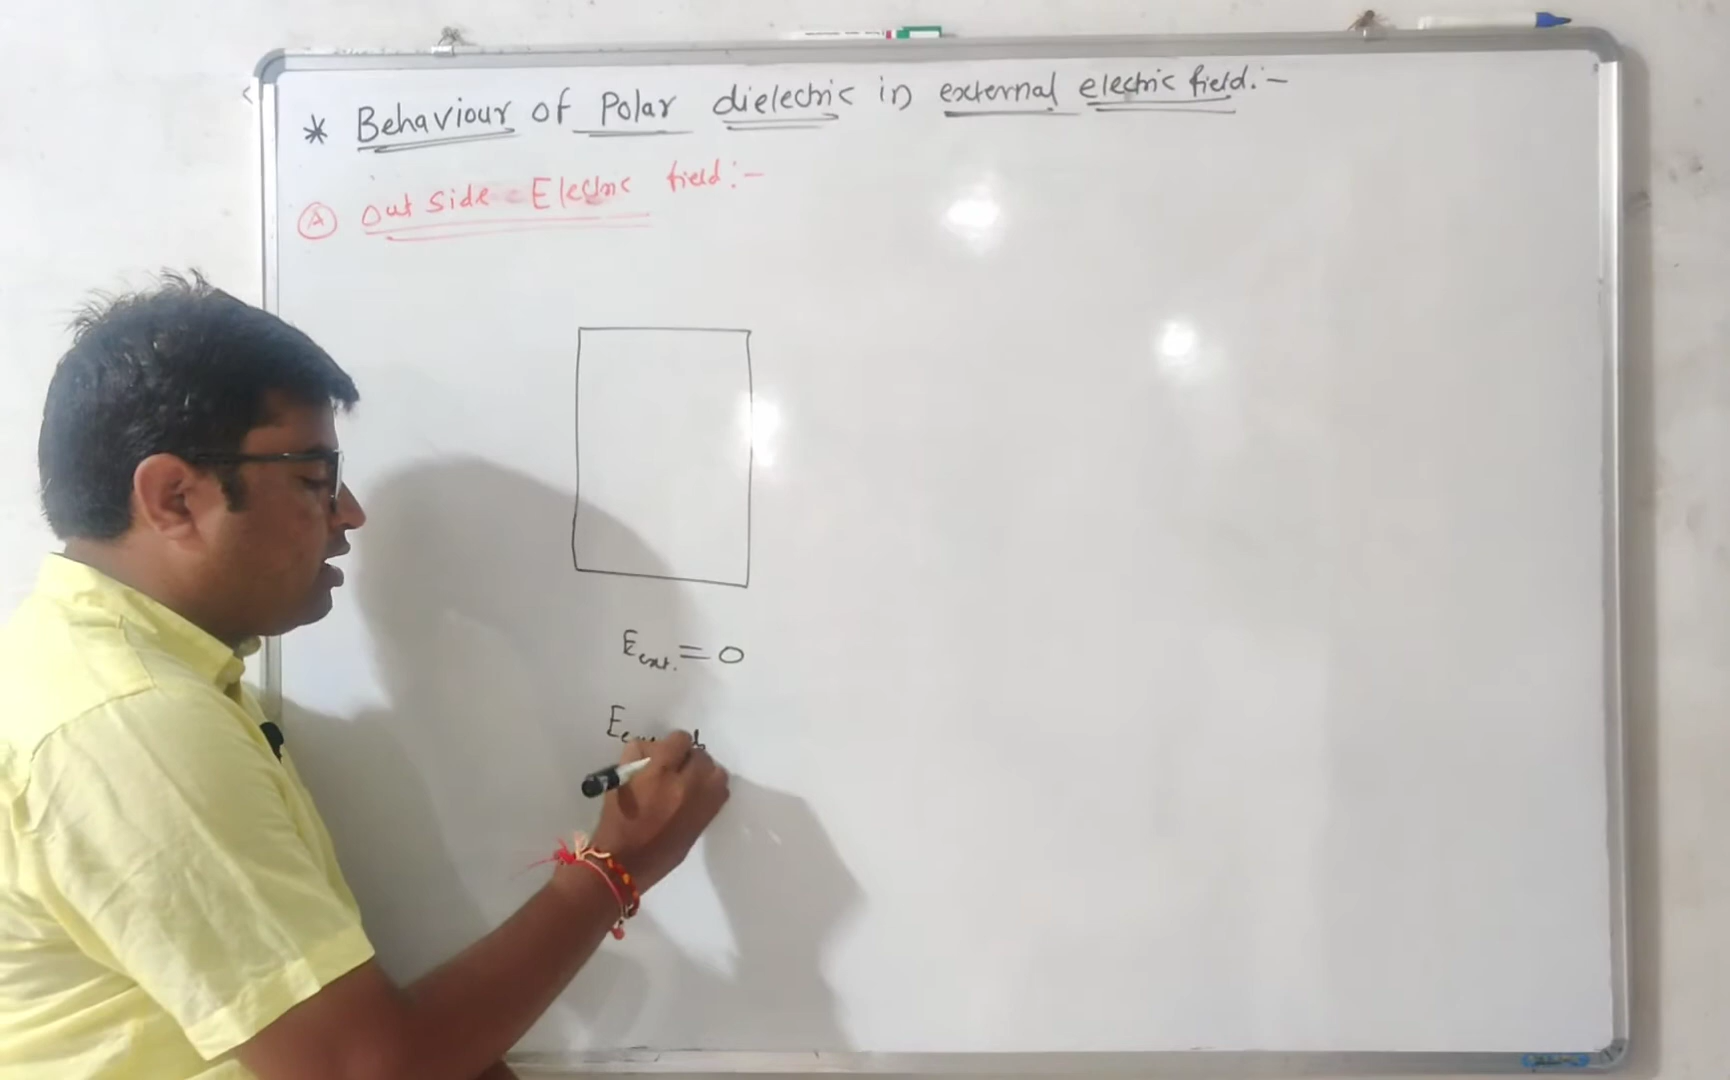 * Behaviour of Polar dielectric in external electric field:-
A Out side Electric field:-
Eext. = 0